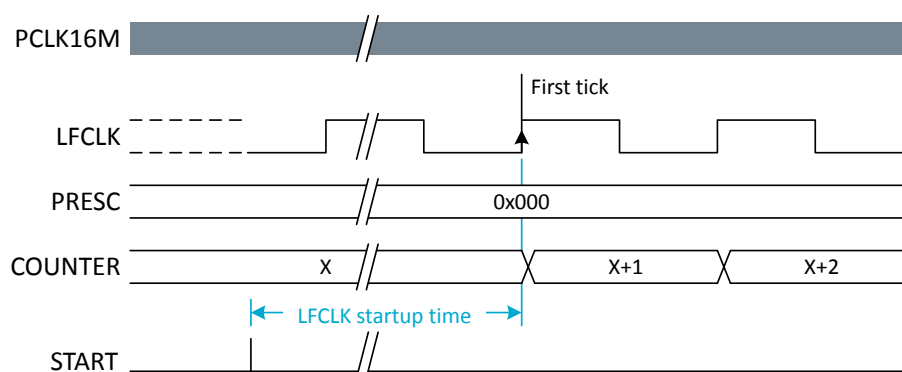 PCLK16M
First tick
LFCLK
PRESC
0x000
COUNTER
X
X+1
X+2
LFCLK startup time
START